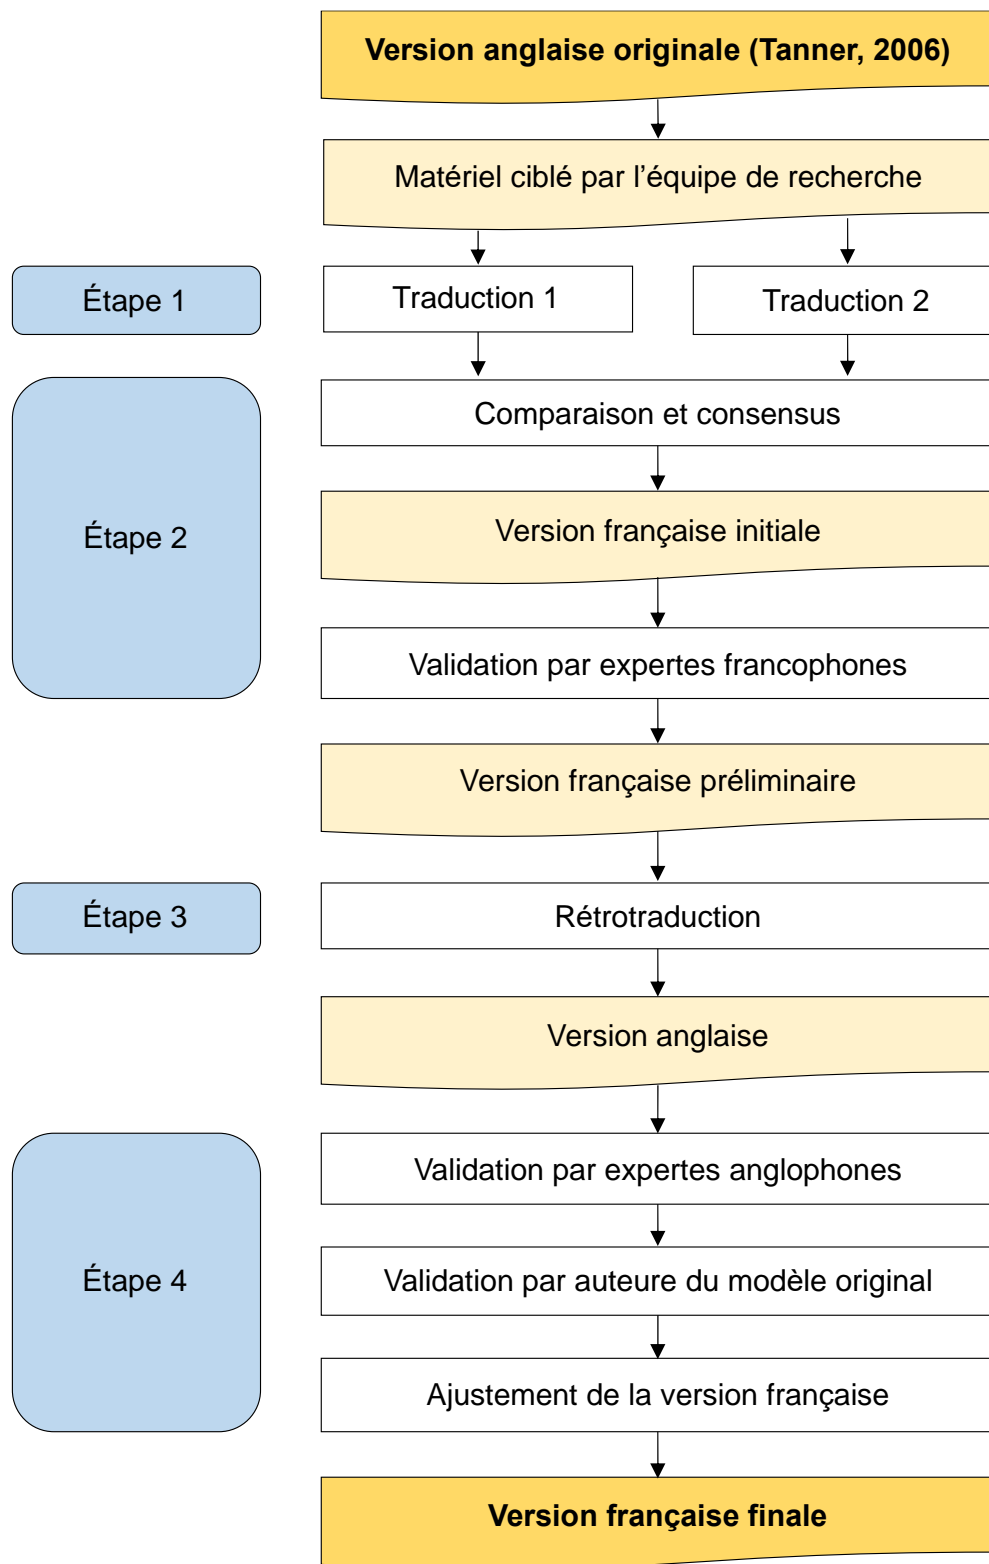 Version anglaise originale (Tanner, 2006)
Matériel ciblé par l’équipe de recherche
Étape 1
Traduction 1
Traduction 2
Étape 2
Comparaison et consensus
Version française initiale
Validation par expertes francophones
Version française préliminaire
Étape 3
Rétrotraduction
Version anglaise
Étape 4
Validation par expertes anglophones
Validation par auteure du modèle original
Ajustement de la version française
Version française finale